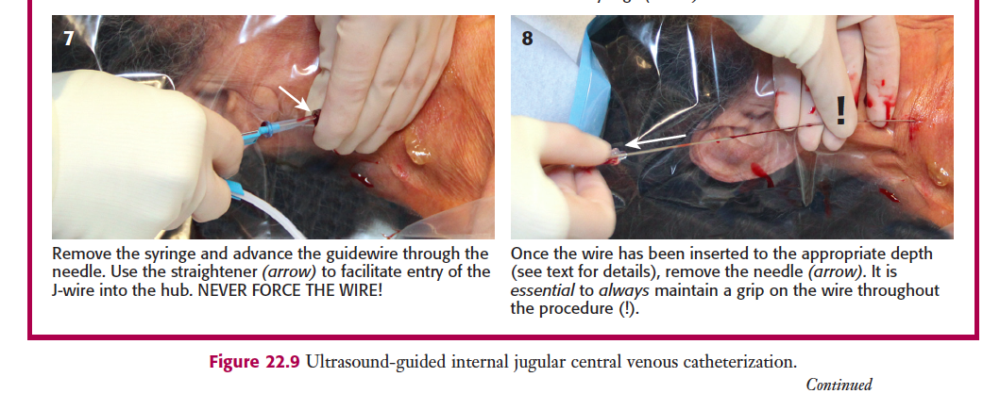 7
Remove the syringe and advance the guidewire through the
needle. Use the straightener (arrow) to facilitate entry of the
J-wire into the hub. NEVER FORCE THE WIRE!
8
!
Once the wire has been inserted to the appropriate depth
(see text for details), remove the needle (arrow). It is
essential to always maintain a grip on the wire throughout
the procedure (!).
Figure 22.9 Ultrasound-guided internal jugular central venous catheterization.
Continued